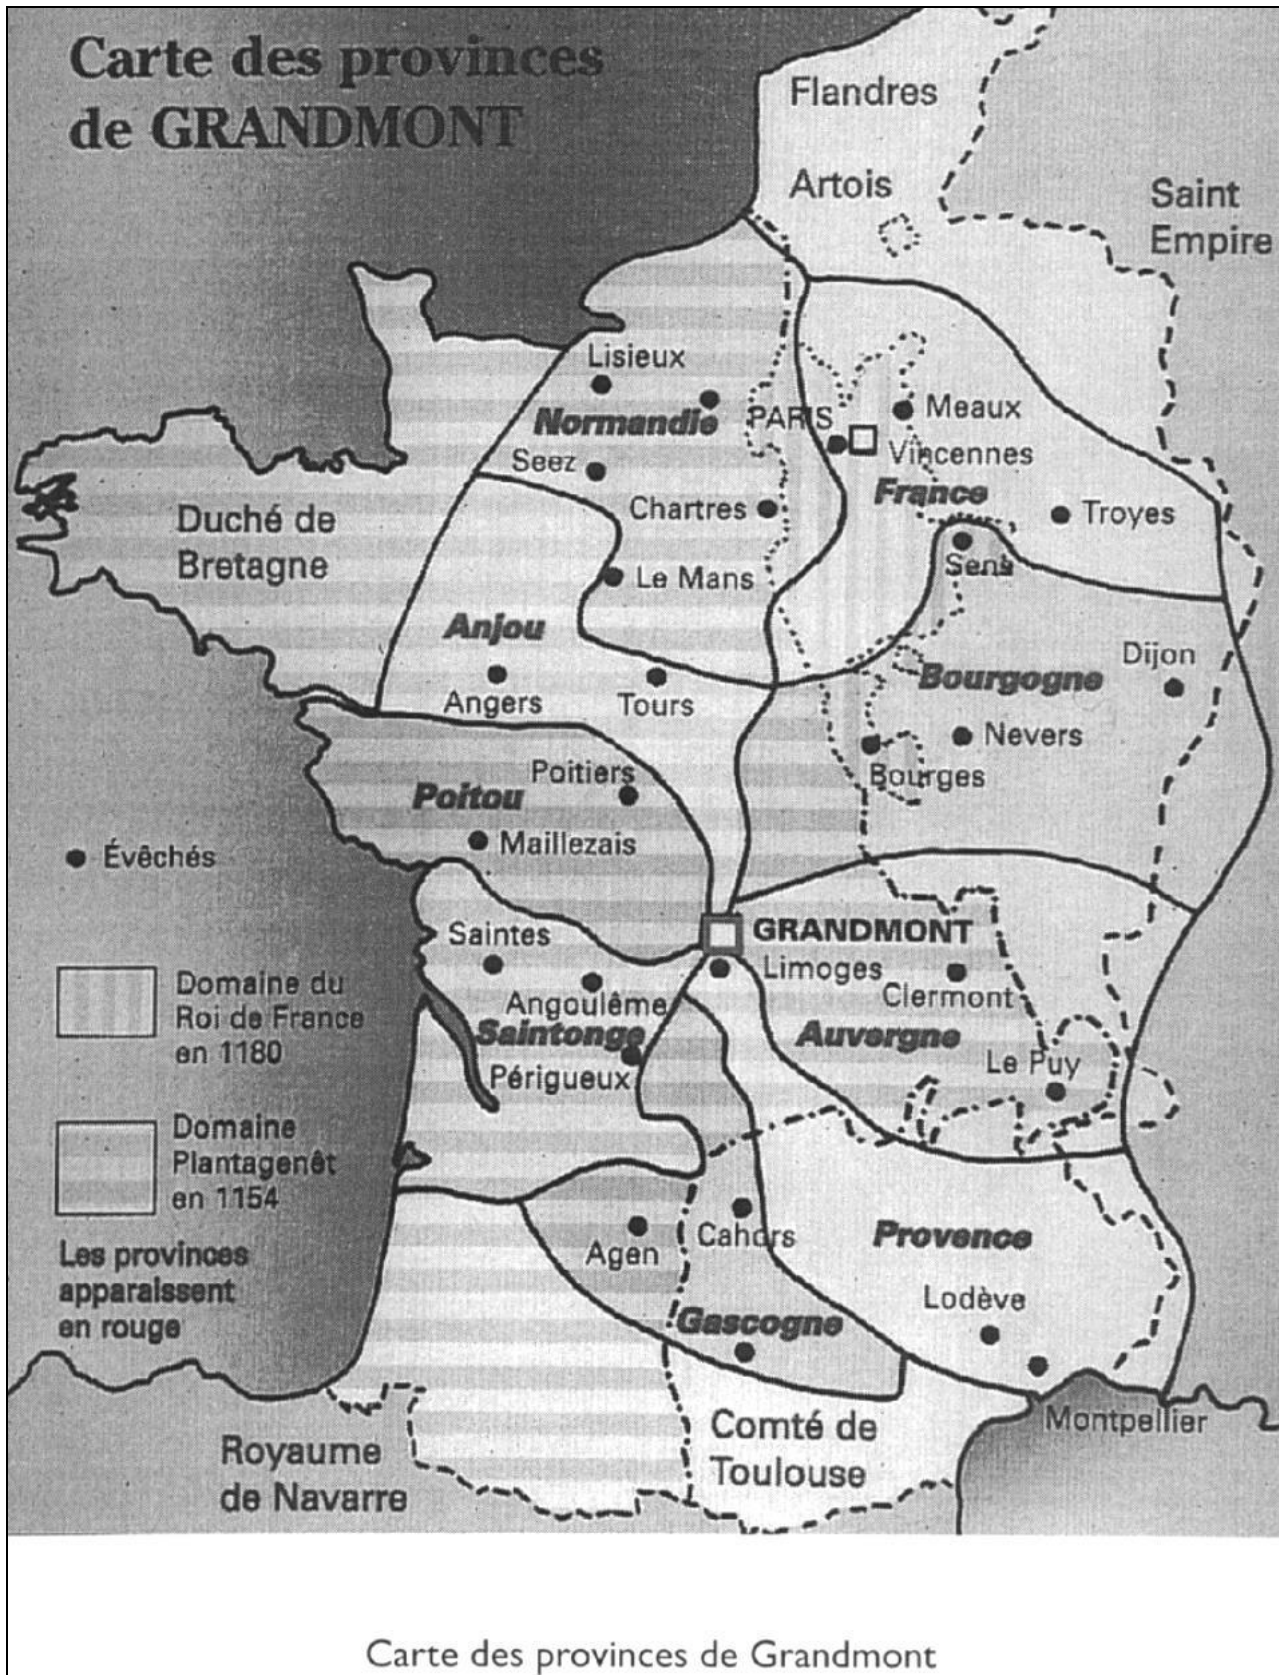 Carte des provinces
de GRANDMONT
Flandres
Artois
Saint
Empire
Lisieux
Normandie
PARIS
Meaux
Vincennes
Seez
France
Chartres
Troyes
Duché de
Bretagne
Sens
Le Mans
Anjou
Dijon
Bourgogne
Angers
Tours
Nevers
Bourges
Poitiers
Poitou
Maillezais
Évêchés
GRANDMONT
Saintes
Limoges
Clermont
Angoulême
Domaine du
Roi de France
en 1180
Saintonge
Auvergne
Le Puy
Périgueux
Domaine
Plantagenêt
en 1154
Cahors
Agen
Provence
Les provinces
apparaissent
en rouge
Lodève
Gascogne
Montpellier
Comté de
Toulouse
Royaume
de Navarre
Carte des provinces de Grandmont